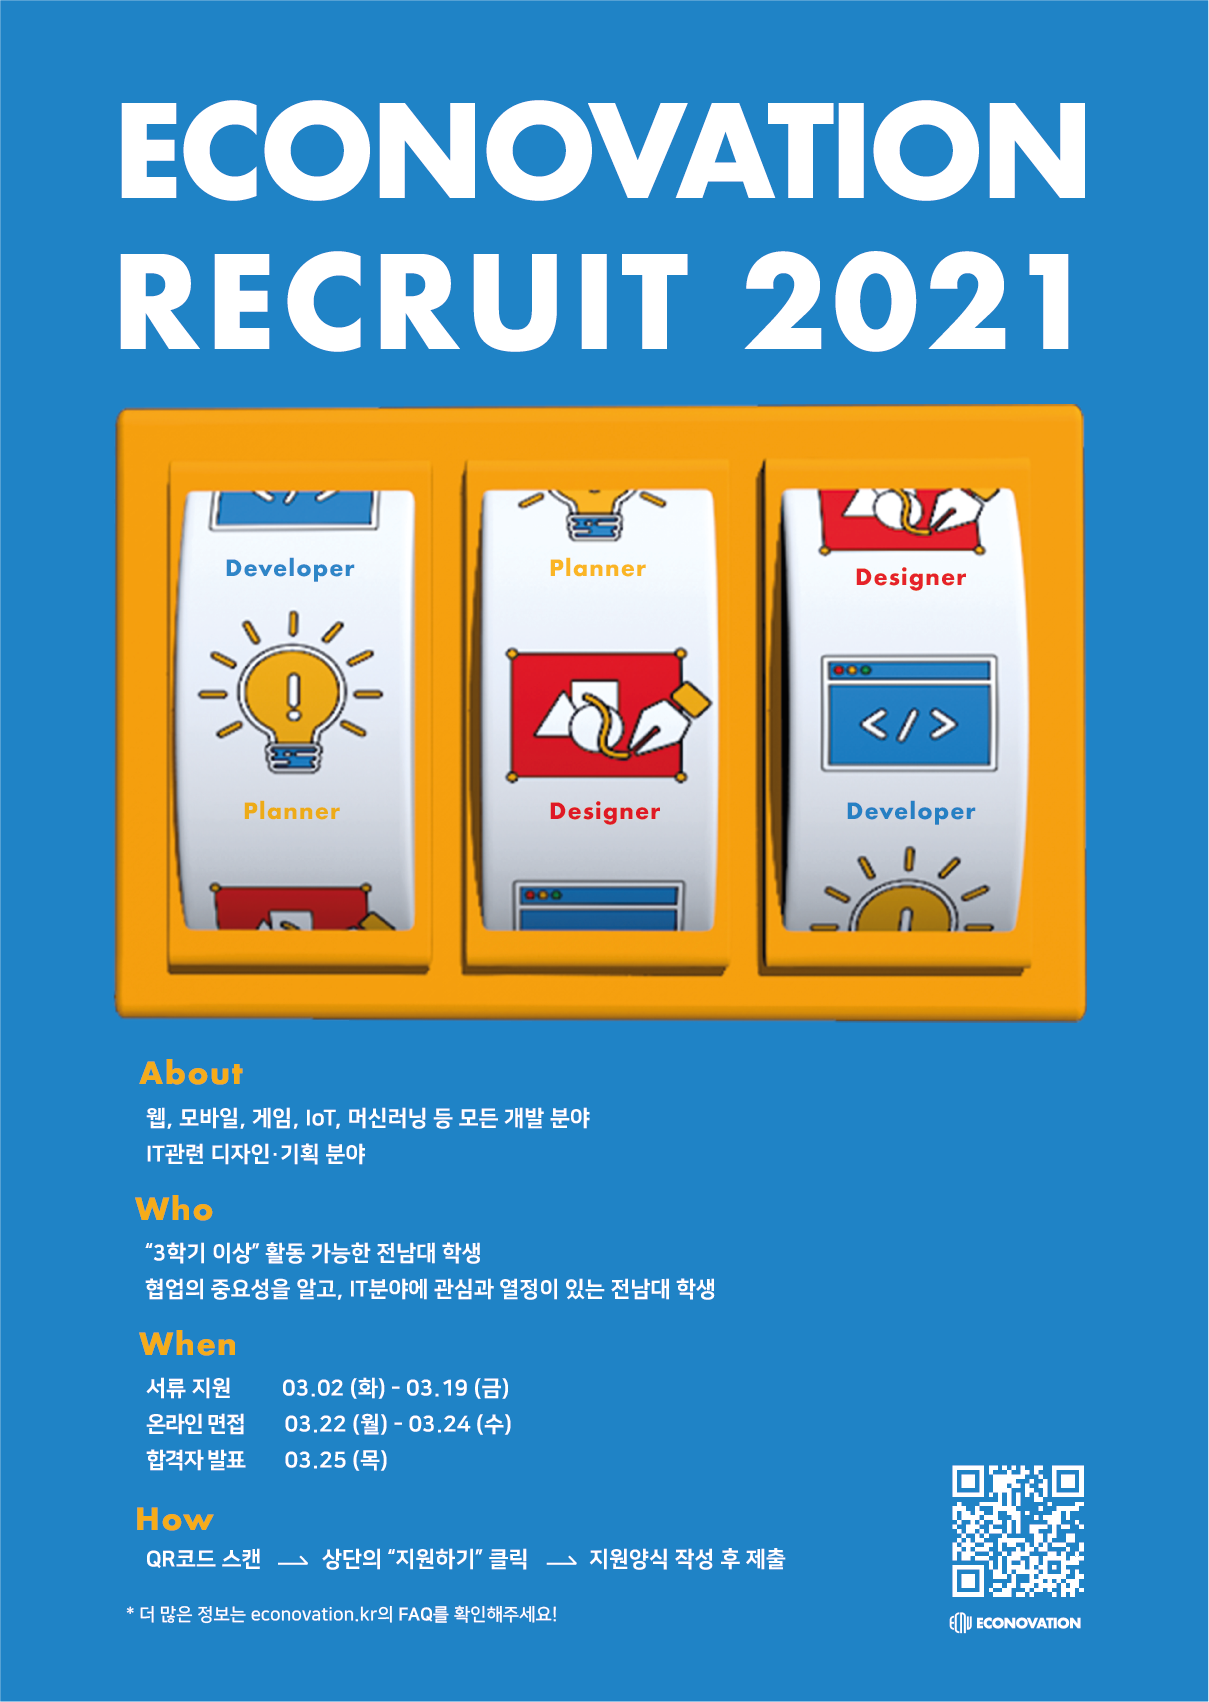 ECONOVATION
RECRUIT 2021
Developer
Planner
Designer
Planner
Designer
Developer
About
웹, 모바일, 게임, IoT, 머신러닝 등 모든 개발 분야
IT관련 디자인·기획 분야
Who
“3학기 이상” 활동 가능한 전남대 학생
협업의 중요성을 알고, IT분야에 관심과 열정이 있는 전남대 학생
When
서류 지원 03.02 (화) - 03.19 (금)
온라인 면접 03.22 (월) - 03.24 (수)
합격자 발표 03.25 (목)
How
QR코드 스캔 → 상단의 “지원하기” 클릭 → 지원양식 작성 후 제출
* 더 많은 정보는 econovation.kr의 FAQ를 확인해주세요!
ECONOVATION